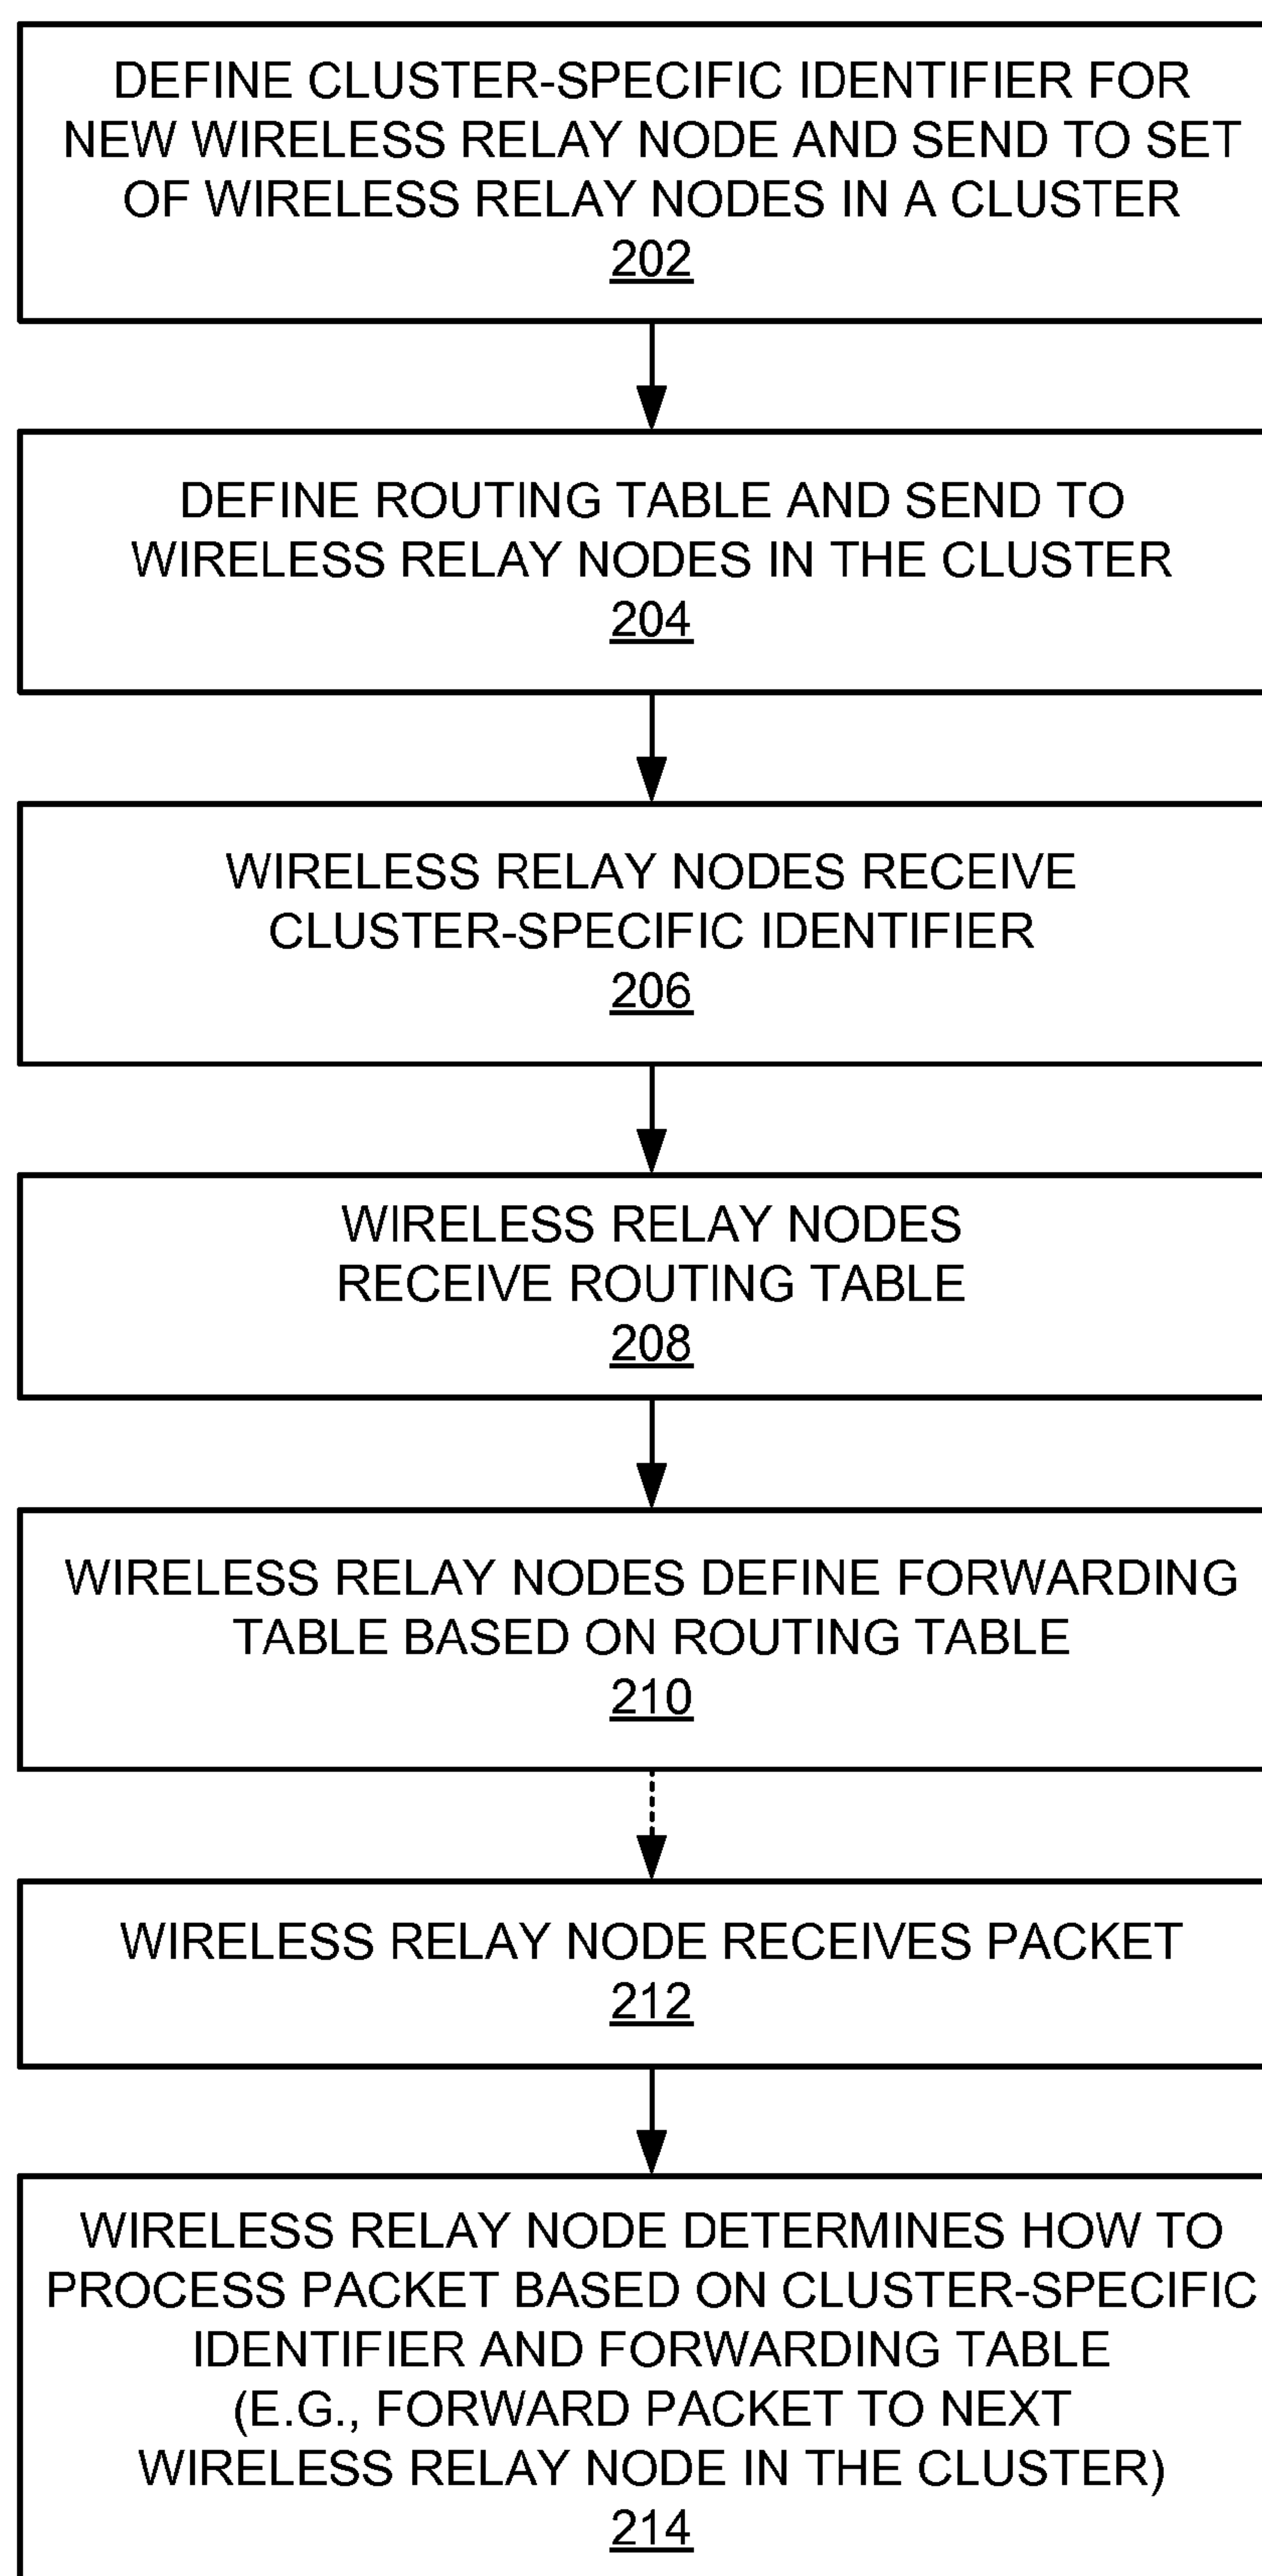 DEFINE CLUSTER-SPECIFIC IDENTIFIER FOR
NEW WIRELESS RELAY NODE AND SEND TO SET
OF WIRELESS RELAY NODES IN A CLUSTER
202
DEFINE ROUTING TABLE AND SEND TO
WIRELESS RELAY NODES IN THE CLUSTER
204
WIRELESS RELAY NODES RECEIVE
CLUSTER-SPECIFIC IDENTIFIER
206
WIRELESS RELAY NODES
RECEIVE ROUTING TABLE
208
WIRELESS RELAY NODES DEFINE FORWARDING
TABLE BASED ON ROUTING TABLE
210
WIRELESS RELAY NODE RECEIVES PACKET
212
WIRELESS RELAY NODE DETERMINES HOW TO
PROCESS PACKET BASED ON CLUSTER-SPECIFIC
IDENTIFIER AND FORWARDING TABLE
(E.G., FORWARD PACKET TO NEXT
WIRELESS RELAY NODE IN THE CLUSTER)
214